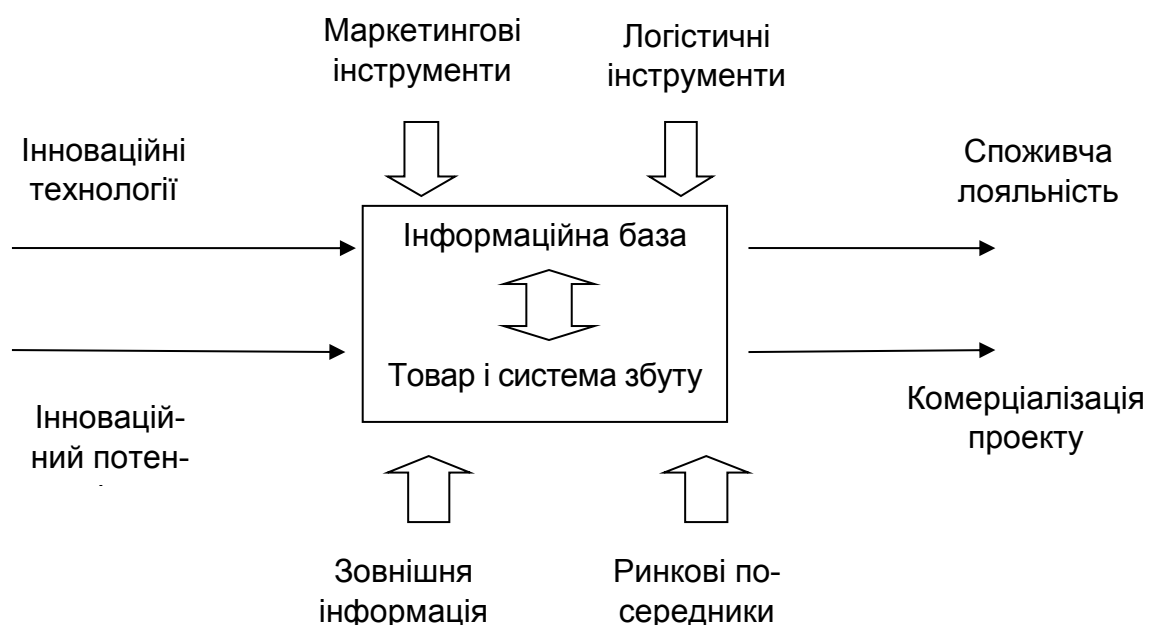 Маркетингові
інструменти
Логістичні
інструменти
Інноваційні
технології
Споживча
лояльність
Інформаційна база
Товар і система збуту
Інновацій-
ний потен-
Комерціалізація
проекту
Зовнішня
інформація
Ринкові по-
середники